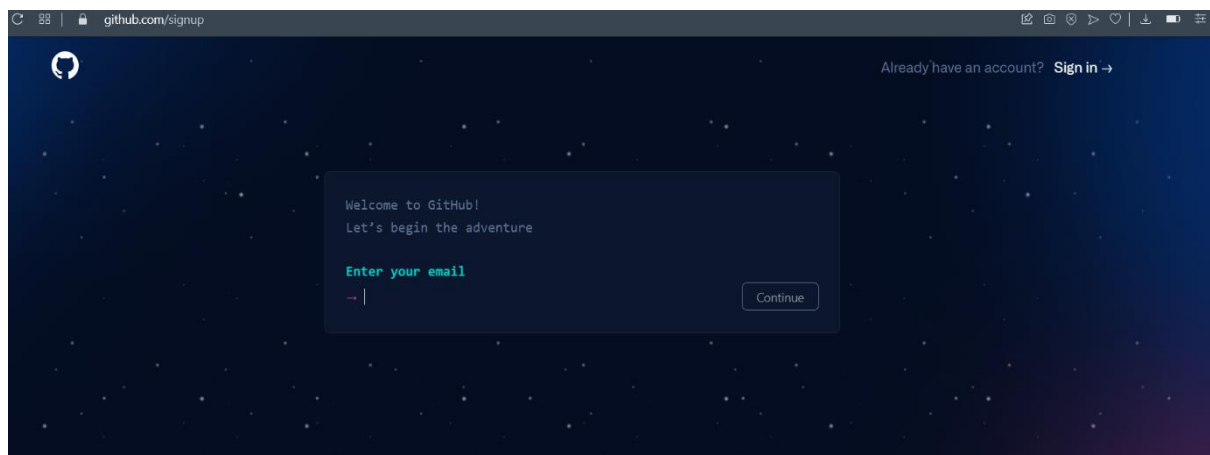 github.com/signup
Already have an account? Sign in →
Welcome to GitHub!
Let's begin the adventure
Enter your email
→
Continue